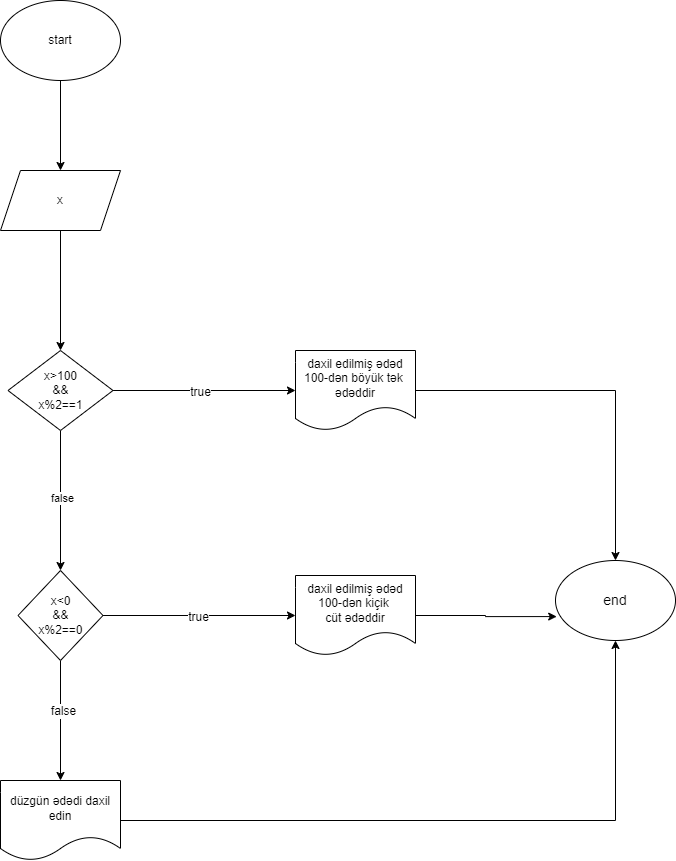 start
x
x>100
&&
x%2==1
true
daxil edilmiş ədəd
100-dən böyük tək
ədəddir
false
x<0
&&
x%2==0
true
daxil edilmiş ədəd
100-dən kiçik
cüt ədəddir
end
false
düzgün ədədi daxil
edin